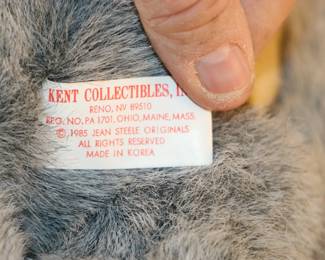 KENT COLLECTIBLES,
RENO, NV 89510
REG. NO. PA 1701, OHIO, MAINE, MASS.
© 1985 JEAN STEELE ORIGINALS
ALL RIGHTS RESERVED
MADE IN KOREA